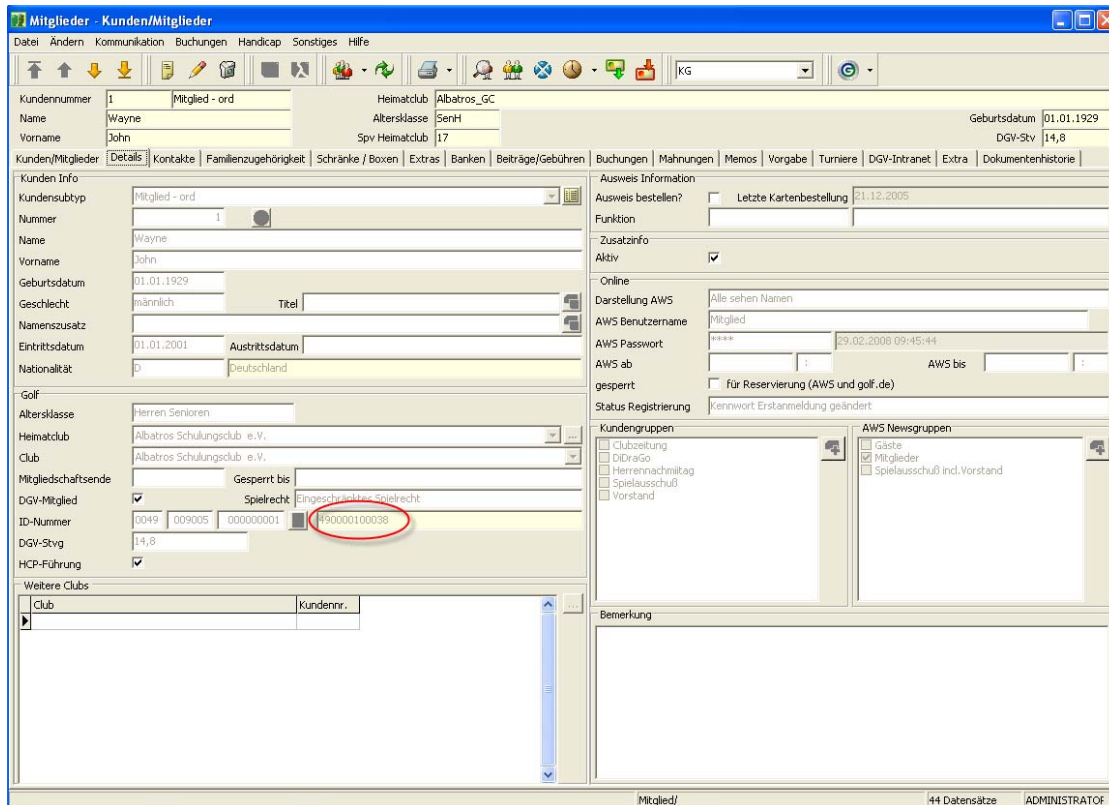 Mitglieder - Kunden/Mitglieder
Datei Ändern Kommunikation Buchungen Handicap Sonstiges Hilfe
KG
Kundennummer 1 Mitglied - ord Heimatclub Albatros_GC
Name Wayne Altersklasse SenH Geburtsdatum 01.01.1929
Vorname John Spv Heimatclub 17 DGV-Stv 14,8
Kunden/Mitglieder Details Kontakte Familienzugehörigkeit Schränke / Boxen Extras Banken Beiträge/Gebühren Buchungen Mahnungen Memos Vorgabe Turniere DGV-Intranet Extra Dokumentenhistorie
Kunden Info
Kundensubtyp Mitglied - ord
Nummer 1
Name Wayne
Vorname John
Geburtsdatum 01.01.1929
Geschlecht männlich Titel
Namenszusatz
Eintrittsdatum 01.01.2001 Austrittsdatum
Nationalität D Deutschland
Golf
Altersklasse Herren Senioren
Heimatclub Albatros Schulungsclub e.V. ...
Club Albatros Schulungsclub e.V.
Mitgliedschaftsende Gesperrt bis
DGV-Mitglied Spielrecht Eingeschränktes Spielrecht
ID-Nummer 0049 009005 000000001 490000100038
DGV-Stvg 14,8
HCP-Führung
Weitere Clubs
Club Kundennr. ...
Ausweis Information
Ausweis bestellen? Letzte Kartenbestellung 21.12.2005
Funktion
Zusatzinfo
Aktiv
Online
Darstellung AWS Alle sehen Namen
AWS Benutzername Mitglied
AWS Passwort **** 29.02.2008 09:45:44
AWS ab : AWS bis :
gesperrt für Reservierung (AWS und golf.de)
Status Registrierung Kennwort Erstanmeldung geändert
Kundengruppen
Clubzeitung
DiDraGo
Herrennachmiitag
Spielausschuß
Vorstand
AWS Newsgruppen
Gäste
Mitglieder
Spielausschuß incl.Vorstand
Bemerkung
Mitglied/ 44 Datensätze ADMINISTRATOR